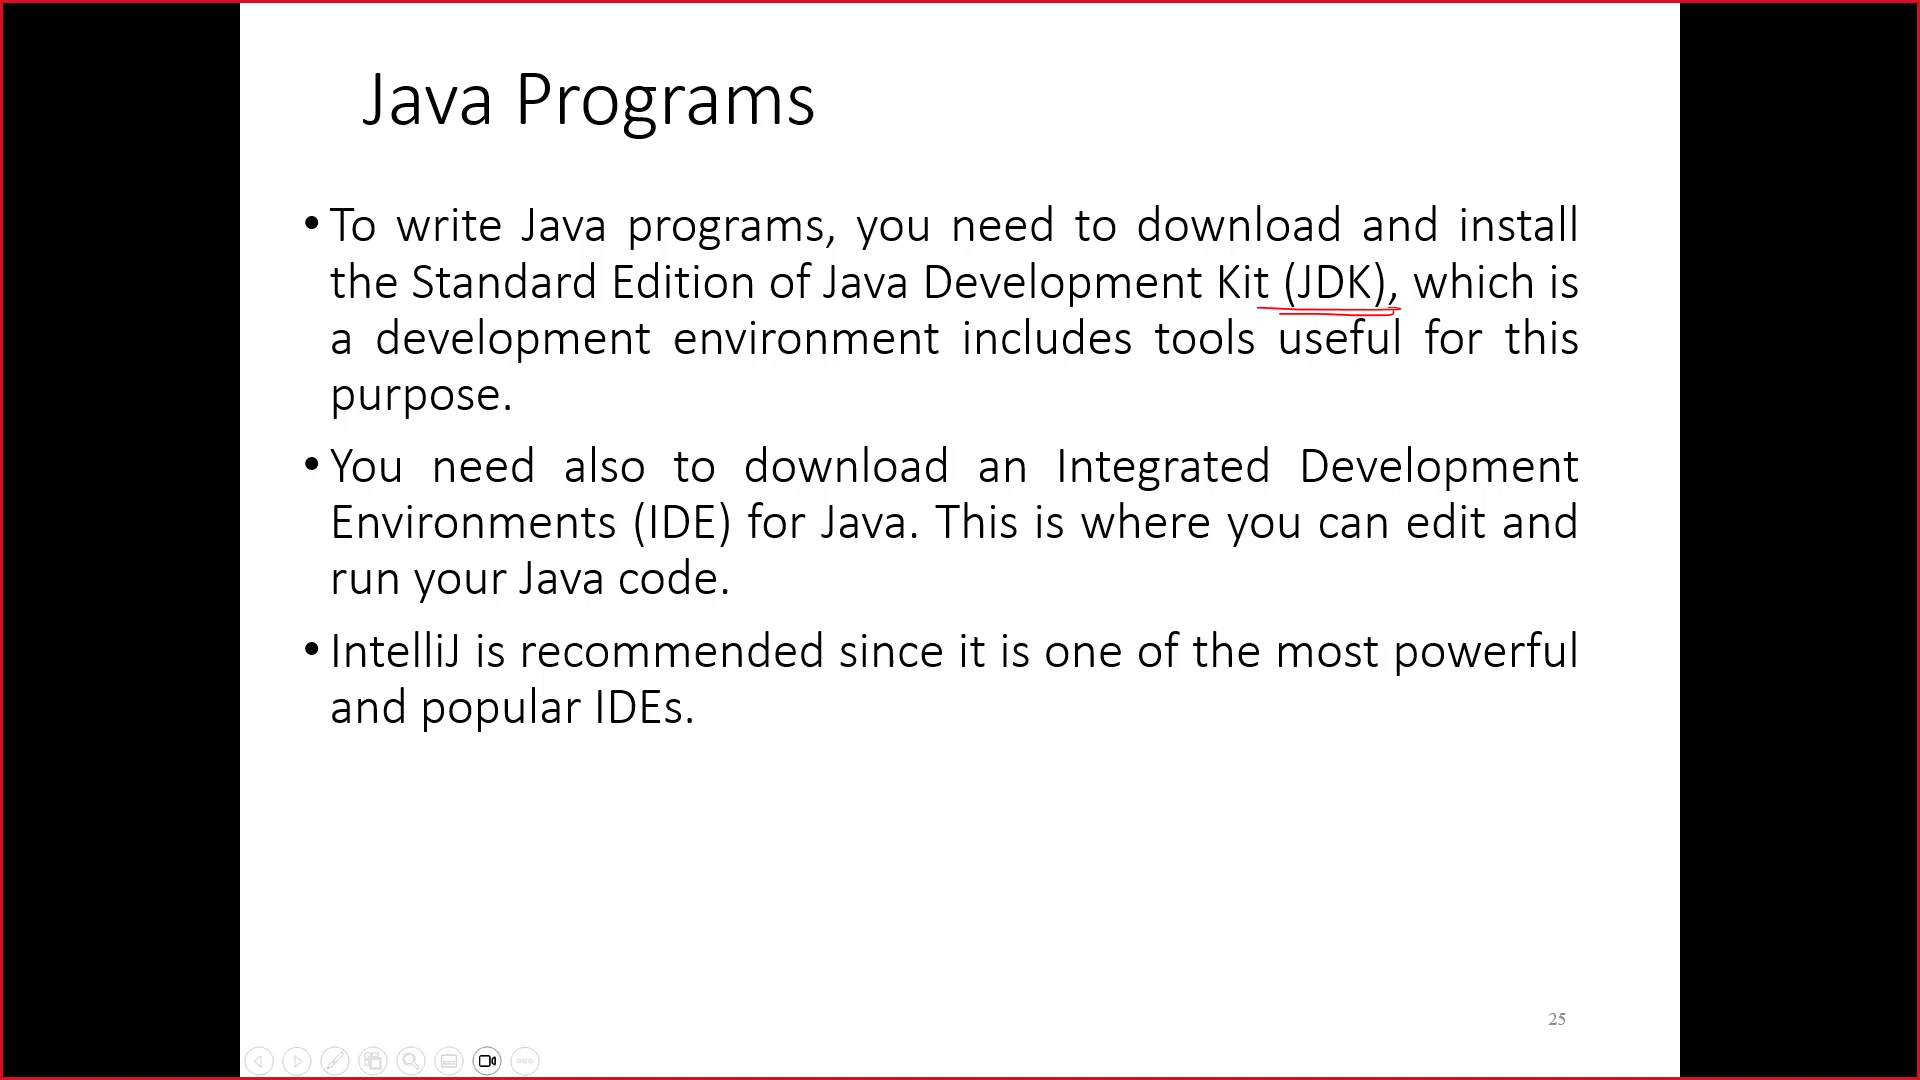 Java Programs
• To write Java programs, you need to download and install
the Standard Edition of Java Development Kit (JDK), which is
a development environment includes tools useful for this
purpose.
• You need also to download an Integrated Development
Environments (IDE) for Java. This is where you can edit and
run your Java code.
• IntelliJ is recommended since it is one of the most powerful
and popular IDEs.
25